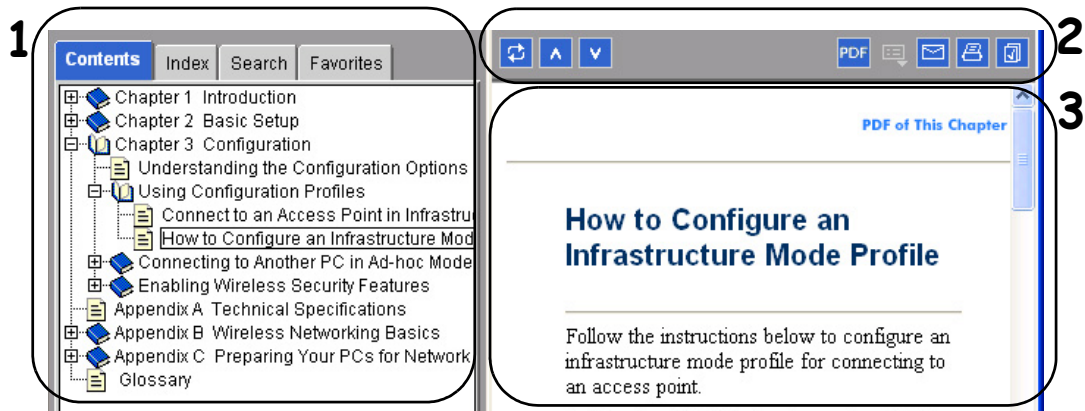 1
Contents Index Search Favorites
Chapter 1 Introduction
Chapter 2 Basic Setup
Chapter 3 Configuration
Understanding the Configuration Options
Using Configuration Profiles
Connect to an Access Point in Infrastru
How to Configure an Infrastructure Mod
Connecting to Another PC in Ad-hoc Mode
Enabling Wireless Security Features
Appendix A Technical Specifications
Appendix B Wireless Networking Basics
Appendix C Preparing Your PCs for Network
Glossary
2
PDF
3
PDF of This Chapter
How to Configure an
Infrastructure Mode Profile
Follow the instructions below to configure an
infrastructure mode profile for connecting to
an access point.